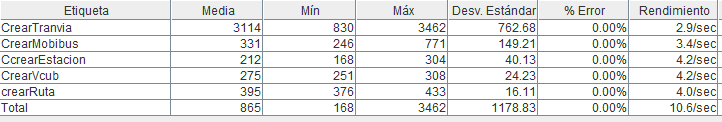 Etiqueta Media Mín Máx Desv. Estándar % Error Rendimiento
CrearTranvia 3114 830 3462 762.68 0.00% 2.9/sec
CrearMobibus 331 246 771 149.21 0.00% 3.4/sec
CcrearEstacion 212 168 304 40.13 0.00% 4.2/sec
CrearVcub 275 251 308 24.23 0.00% 4.2/sec
crearRuta 395 376 433 16.11 0.00% 4.0/sec
Total 865 168 3462 1178.83 0.00% 10.6/sec